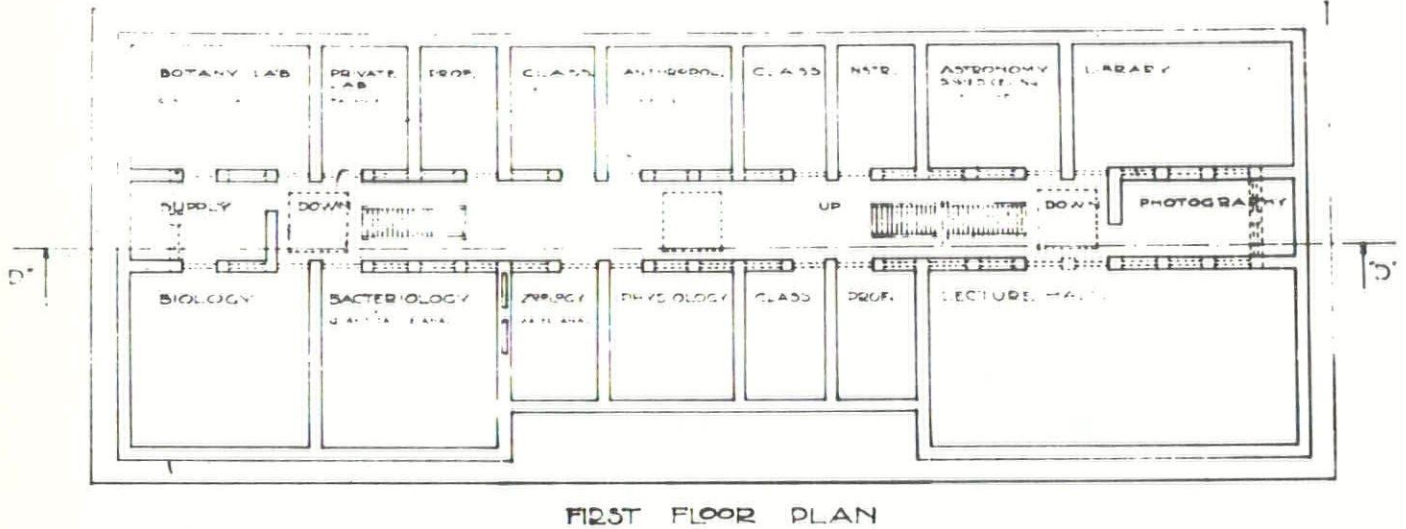 BOTANY LAB
PRIVATE
LAB
PROF.
CLASS
ANTHROPOL.
CLASS
INSTR.
ASTRONOMY
LIBRARY
SUPPLY
DOWN
UP
DOWN
PHOTOGRAPHY
"D"
"D"
BIOLOGY
BACTERIOLOGY
ZOOLOGY
PHYSIOLOGY
CLASS
PROF.
LECTURE HALL
FIRST FLOOR PLAN